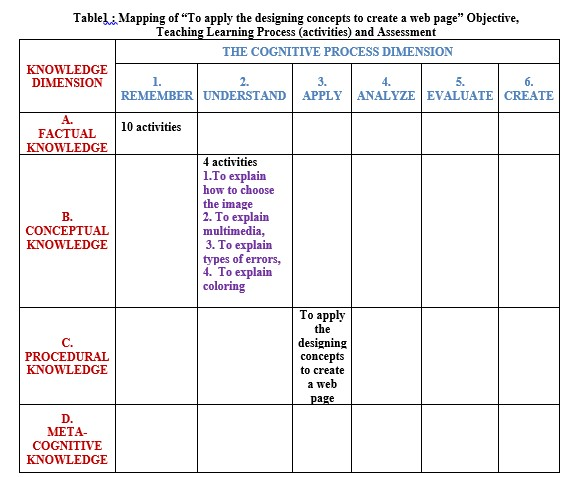 Table1 : Mapping of “To apply the designing concepts to create a web page” Objective,
Teaching Learning Process (activities) and Assessment
KNOWLEDGE
DIMENSION
THE COGNITIVE PROCESS DIMENSION
1.
REMEMBER
2.
UNDERSTAND
3.
APPLY
4.
ANALYZE
5.
EVALUATE
6.
CREATE
A.
FACTUAL
KNOWLEDGE
10 activities
B.
CONCEPTUAL
KNOWLEDGE
4 activities
1.To explain
how to choose
the image
2. To explain
multimedia,
3. To explain
types of errors,
4. To explain
coloring
C.
PROCEDURAL
KNOWLEDGE
To apply
the
designing
concepts
to create
a web
page
D.
META-
COGNITIVE
KNOWLEDGE